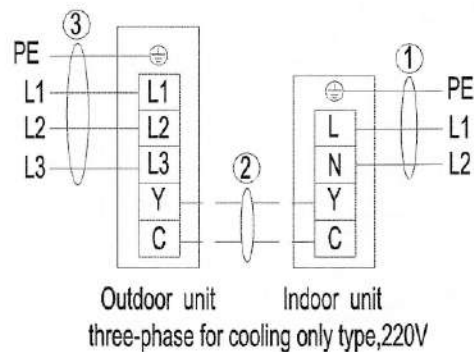 ③
①
PE
PE
L1 L1 L L1
L2 L2 N L2
L3 L3
②
Y Y
C C
Outdoor unit Indoor unit
three-phase for cooling only type,220V